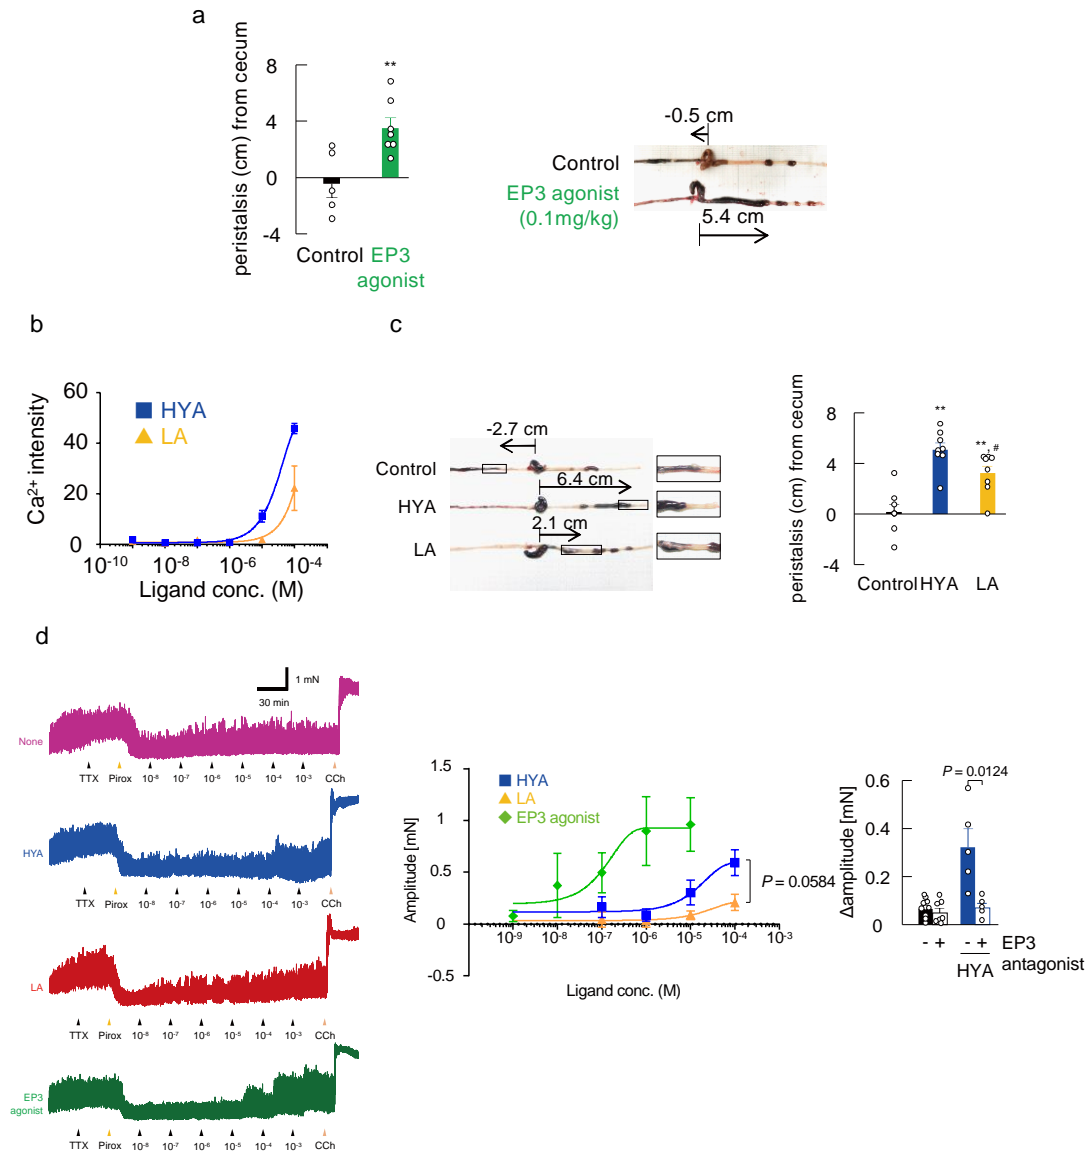 a
peristalsis (cm) from cecum
8
4
0
-4
**
Control
EP3
agonist
-0.5 cm
Control
EP3 agonist
(0.1mg/kg)
5.4 cm
b
Ca²⁺ intensity
60
40
20
0
HYA
LA
10⁻¹⁰
10⁻⁸
10⁻⁶
10⁻⁴
Ligand conc. (M)
c
-2.7 cm
Control
6.4 cm
HYA
2.1 cm
LA
peristalsis (cm) from cecum
8
4
0
-4
**
**, #
Control
HYA
LA
d
1 mN
30 min
None
TTX Pirox 10⁻⁸ 10⁻⁷ 10⁻⁶ 10⁻⁵ 10⁻⁴ 10⁻³ CCh
HYA
TTX Pirox 10⁻⁸ 10⁻⁷ 10⁻⁶ 10⁻⁵ 10⁻⁴ 10⁻³ CCh
LA
TTX Pirox 10⁻⁸ 10⁻⁷ 10⁻⁶ 10⁻⁵ 10⁻⁴ 10⁻³ CCh
EP3
agonist
TTX Pirox 10⁻⁸ 10⁻⁷ 10⁻⁶ 10⁻⁵ 10⁻⁴ 10⁻³ CCh
Amplitude [mN]
1.5
1
0.5
0
-0.5
HYA
LA
EP3 agonist
P = 0.0584
10⁻⁹ 10⁻⁸ 10⁻⁷ 10⁻⁶ 10⁻⁵ 10⁻⁴ 10⁻³
Ligand conc. (M)
Δamplitude [mN]
0.6
0.4
0.2
0
P = 0.0124
- + - + EP3
antagonist
HYA